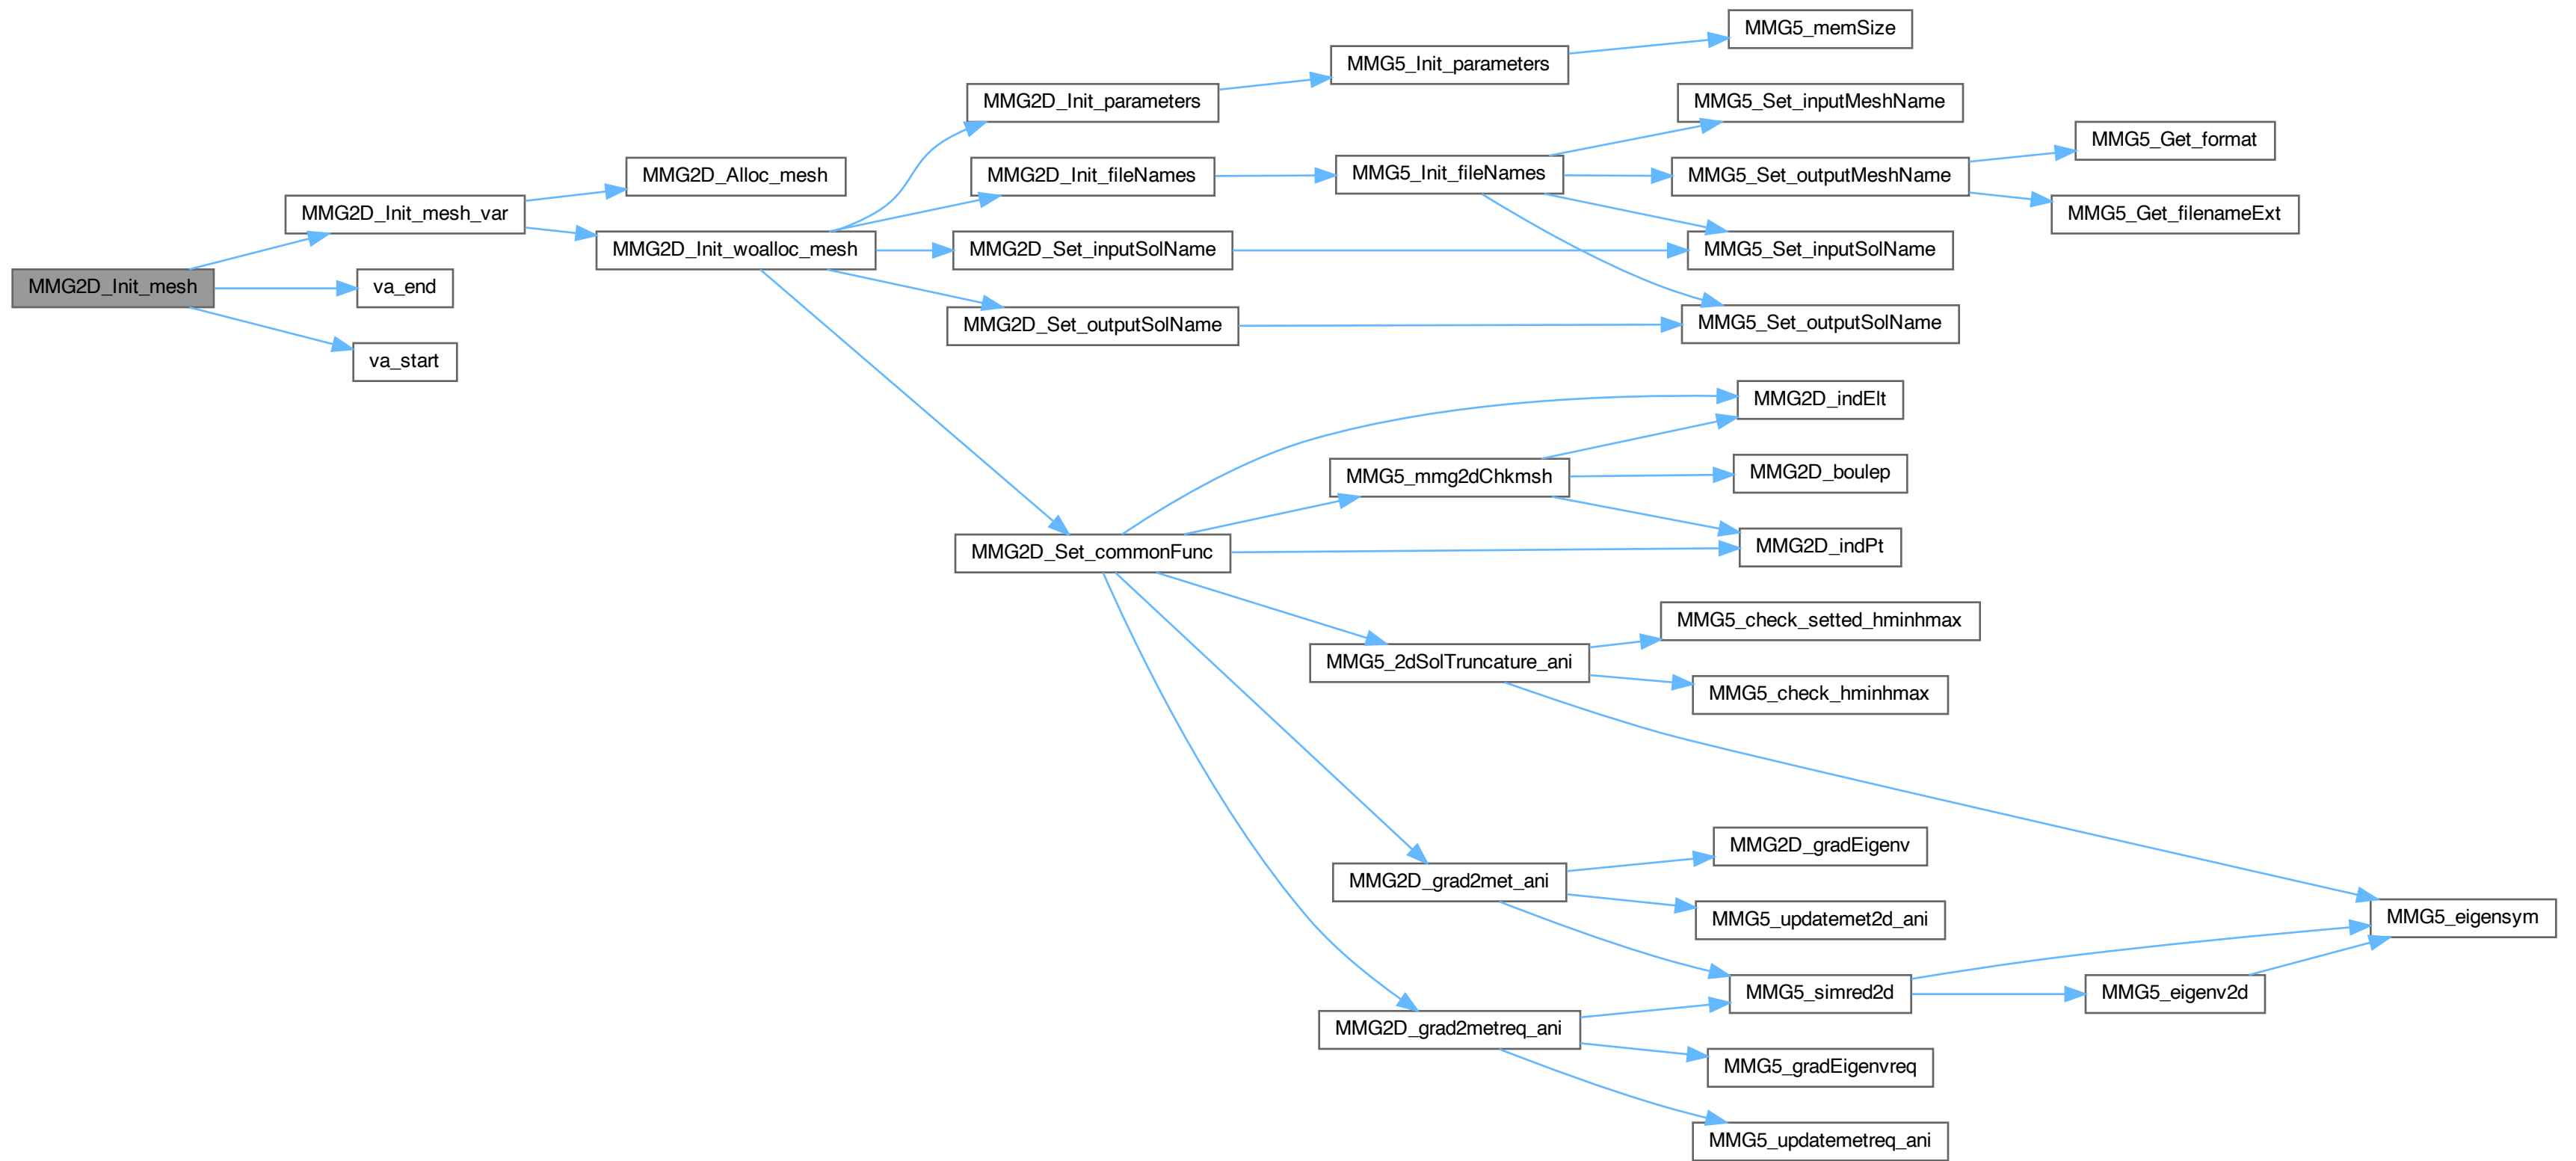 MMG2D_Init_mesh
MMG2D_Init_mesh_var
va_end
va_start
MMG2D_Alloc_mesh
MMG2D_Init_woalloc_mesh
MMG2D_Init_parameters
MMG2D_Init_fileNames
MMG2D_Set_inputSolName
MMG2D_Set_outputSolName
MMG2D_Set_commonFunc
MMG5_Init_parameters
MMG5_Init_fileNames
MMG5_mmg2dChkmsh
MMG5_2dSolTruncature_ani
MMG2D_grad2met_ani
MMG2D_grad2metreq_ani
MMG5_memSize
MMG5_Set_inputMeshName
MMG5_Set_outputMeshName
MMG5_Set_inputSolName
MMG5_Set_outputSolName
MMG2D_indElt
MMG2D_boulep
MMG2D_indPt
MMG5_check_setted_hminhmax
MMG5_check_hminhmax
MMG2D_gradEigenv
MMG5_updatemet2d_ani
MMG5_simred2d
MMG5_gradEigenvreq
MMG5_updatemetreq_ani
MMG5_Get_format
MMG5_Get_filenameExt
MMG5_eigenv2d
MMG5_eigensym